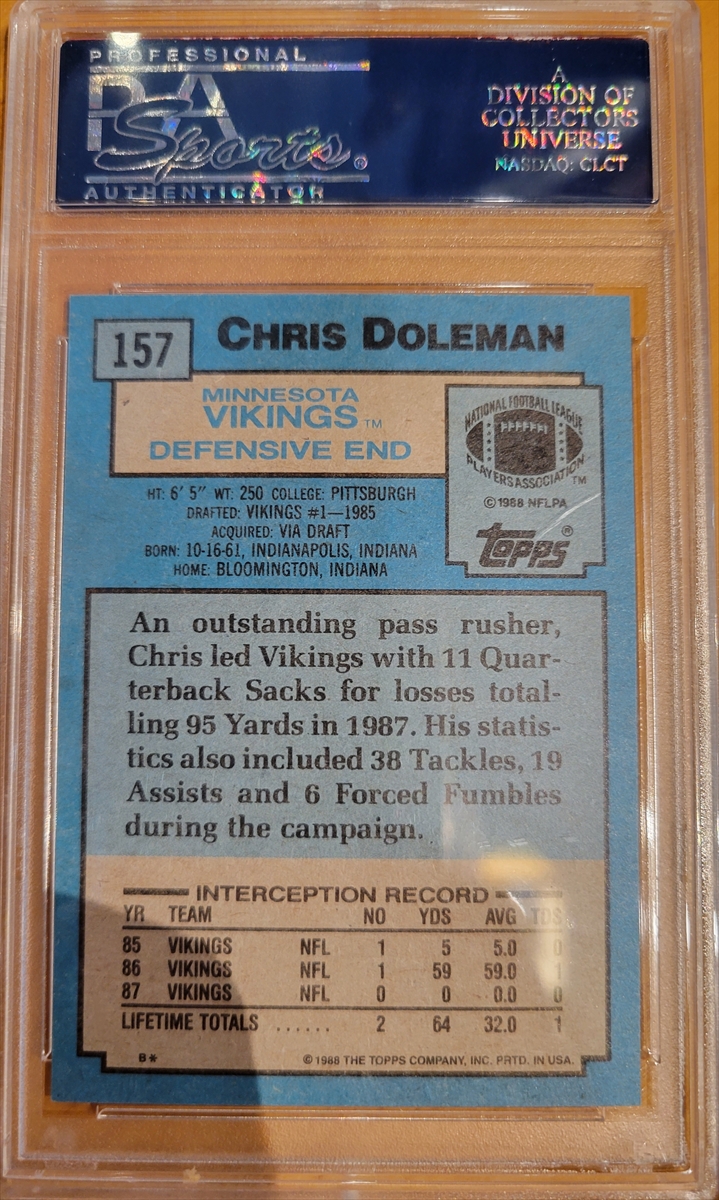 PROFESSIONAL
PSA
Sports®
AUTHENTICATOR
A
DIVISION OF
COLLECTORS
UNIVERSE
NASDAQ: CLCT
157
CHRIS DOLEMAN
MINNESOTA
VIKINGS™
DEFENSIVE END
NATIONAL FOOTBALL LEAGUE
PLAYERS ASSOCIATION™
©1988 NFLPA
TOPPS®
HT: 6' 5" WT: 250 COLLEGE: PITTSBURGH
DRAFTED: VIKINGS #1—1985
ACQUIRED: VIA DRAFT
BORN: 10-16-61, INDIANAPOLIS, INDIANA
HOME: BLOOMINGTON, INDIANA
An outstanding pass rusher,
Chris led Vikings with 11 Quar-
terback Sacks for losses total-
ling 95 Yards in 1987. His statis-
tics also included 38 Tackles, 19
Assists and 6 Forced Fumbles
during the campaign.
INTERCEPTION RECORD
YR TEAM NO YDS AVG TDS
85 VIKINGS NFL 1 5 5.0 0
86 VIKINGS NFL 1 59 59.0 1
87 VIKINGS NFL 0 0 0.0 0
LIFETIME TOTALS ...... 2 64 32.0 1
B* ©1988 THE TOPPS COMPANY, INC. PRTD. IN USA.